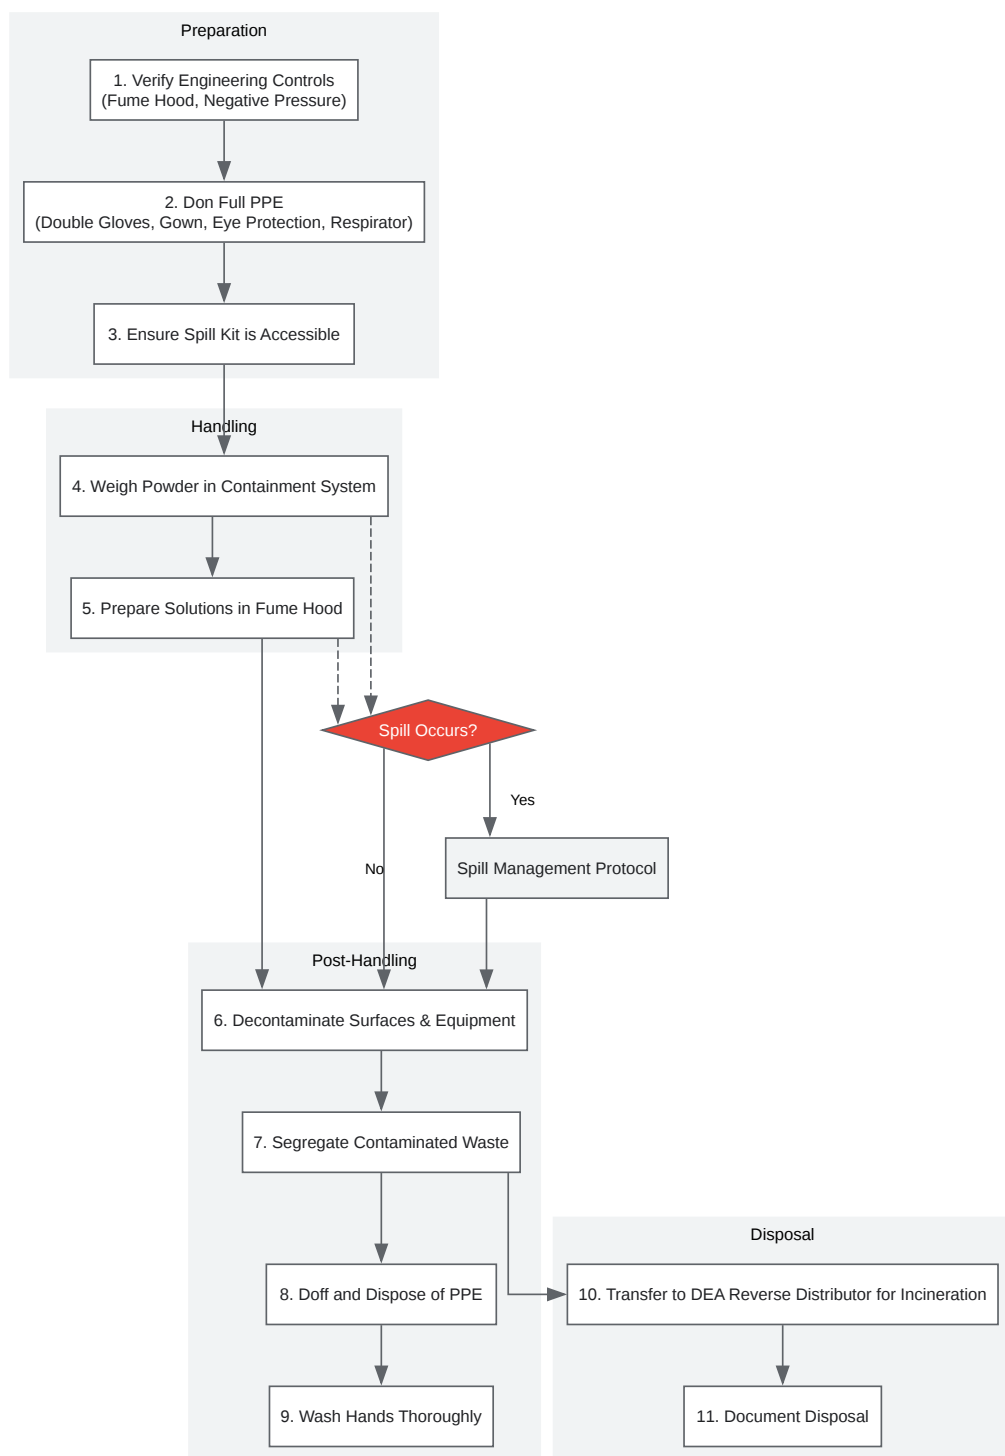 Preparation
1. Verify Engineering Controls
(Fume Hood, Negative Pressure)
2. Don Full PPE
(Double Gloves, Gown, Eye Protection, Respirator)
3. Ensure Spill Kit is Accessible
Handling
4. Weigh Powder in Containment System
5. Prepare Solutions in Fume Hood
Spill Occurs?
Yes
No
Spill Management Protocol
Post-Handling
6. Decontaminate Surfaces & Equipment
7. Segregate Contaminated Waste
8. Doff and Dispose of PPE
9. Wash Hands Thoroughly
Disposal
10. Transfer to DEA Reverse Distributor for Incineration
11. Document Disposal